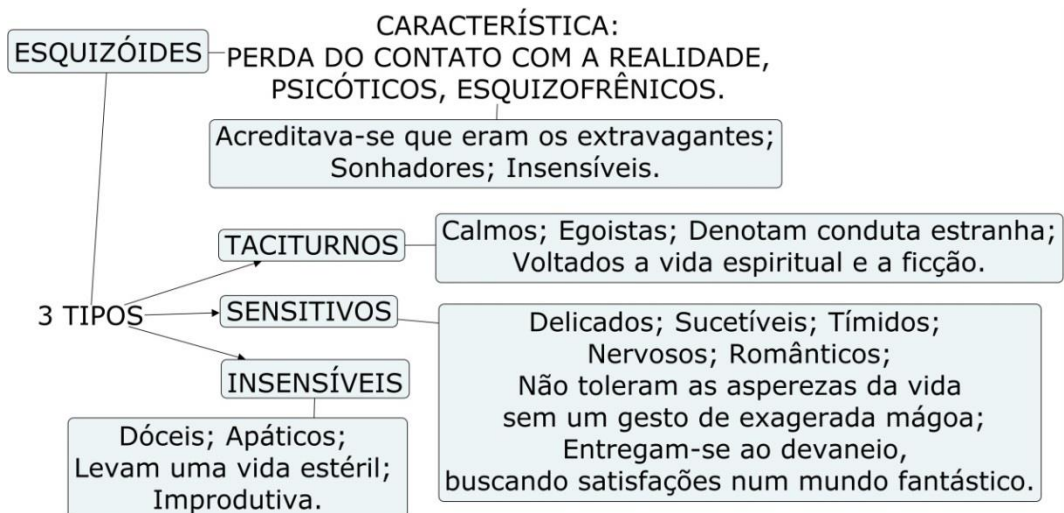 ESQUIZÓIDES
CARACTERÍSTICA:
PERDA DO CONTATO COM A REALIDADE,
PSICÓTICOS, ESQUIZOFRÊNICOS.
Acreditava-se que eram os extravagantes;
Sonhadores; Insensíveis.
3 TIPOS
TACITURNOS
Calmos; Egoistas; Denotam conduta estranha;
Voltados a vida espiritual e a ficção.
SENSITIVOS
Delicados; Sucetíveis; Tímidos;
Nervosos; Românticos;
Não toleram as asperezas da vida
sem um gesto de exagerada mágoa;
Entregam-se ao devaneio,
buscando satisfações num mundo fantástico.
INSENSÍVEIS
Dóceis; Apáticos;
Levam uma vida estéril;
Improdutiva.